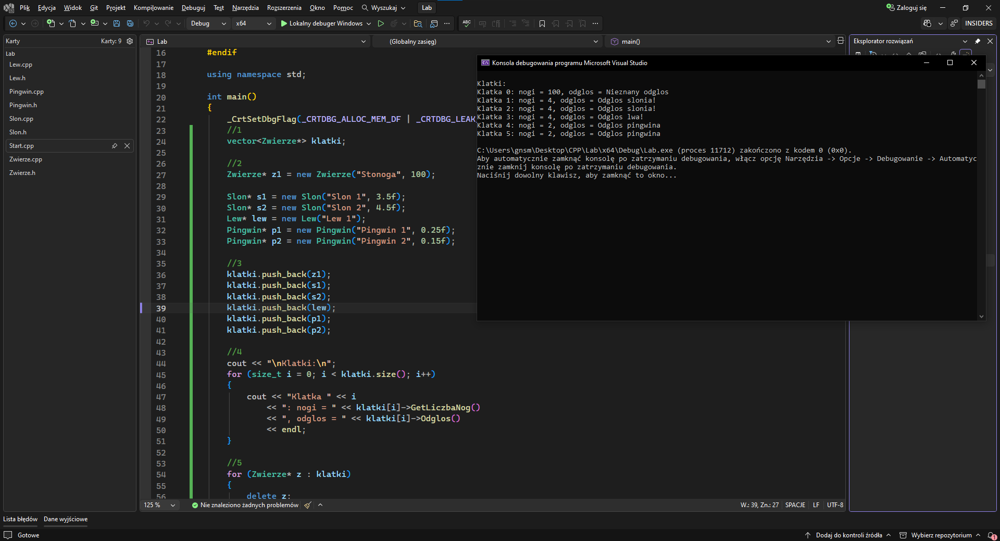 Plik Edycja Widok Git Projekt Kompilowanie Debuguj Test Narzędzia Rozszerzenia Okno Pomoc Wyszukaj Lab Zaloguj się
Debug x64 Lokalny debuger Windows ABC INSIDERS
Karty Karty: 9
Lab
Lew.cpp
Lew.h
Pingwin.cpp
Pingwin.h
Slon.cpp
Slon.h
Start.cpp
Zwierze.cpp
Zwierze.h
Lab (Globalny zasięg) main()
16 #endif
17
18 using namespace std;
19
20 int main()
21 {
22 _CrtSetDbgFlag(_CRTDBG_ALLOC_MEM_DF | _CRTDBG_LEAK_
23 //1
24 vector<Zwierze*> klatki;
25
26 //2
27 Zwierze* z1 = new Zwierze("Stonoga", 100);
28
29 Slon* s1 = new Slon("Slon 1", 3.5f);
30 Slon* s2 = new Slon("Slon 2", 4.5f);
31 Lew* lew = new Lew("Lew 1");
32 Pingwin* p1 = new Pingwin("Pingwin 1", 0.25f);
33 Pingwin* p2 = new Pingwin("Pingwin 2", 0.15f);
34
35 //3
36 klatki.push_back(z1);
37 klatki.push_back(s1);
38 klatki.push_back(s2);
39 klatki.push_back(lew);
40 klatki.push_back(p1);
41 klatki.push_back(p2);
42
43 //4
44 cout << "\nKlatki:\n";
45 for (size_t i = 0; i < klatki.size(); i++)
46 {
47 cout << "Klatka " << i
48 << ": nogi = " << klatki[i]->GetLiczbaNog()
49 << ", odglos = " << klatki[i]->Odglos()
50 << endl;
51 }
52
53 //5
54 for (Zwierze* z : klatki)
55 {
56 delete z;
Konsola debugowania programu Microsoft Visual Studio
Klatki:
Klatka 0: nogi = 100, odglos = Nieznany odglos
Klatka 1: nogi = 4, odglos = Odglos slonia!
Klatka 2: nogi = 4, odglos = Odglos slonia!
Klatka 3: nogi = 4, odglos = Odglos lwa!
Klatka 4: nogi = 2, odglos = Odglos pingwina
Klatka 5: nogi = 2, odglos = Odglos pingwina
C:\Users\gnsm\Desktop\CPP\Lab\x64\Debug\Lab.exe (proces 11712) zakończono z kodem 0 (0x0).
Aby automatycznie zamknąć konsolę po zatrzymaniu debugowania, włącz opcję Narzędzia -> Opcje -> Debugowanie -> Automatyc
znie zamknij konsolę po zatrzymaniu debugowania.
Naciśnij dowolny klawisz, aby zamknąć to okno...
Eksplorator rozwiązań
125 % Nie znaleziono żadnych problemów W.: 39, Zn.: 27 SPACJE LF UTF-8
Lista błędów Dane wyjściowe
Gotowe Dodaj do kontroli źródła Wybierz repozytorium 1